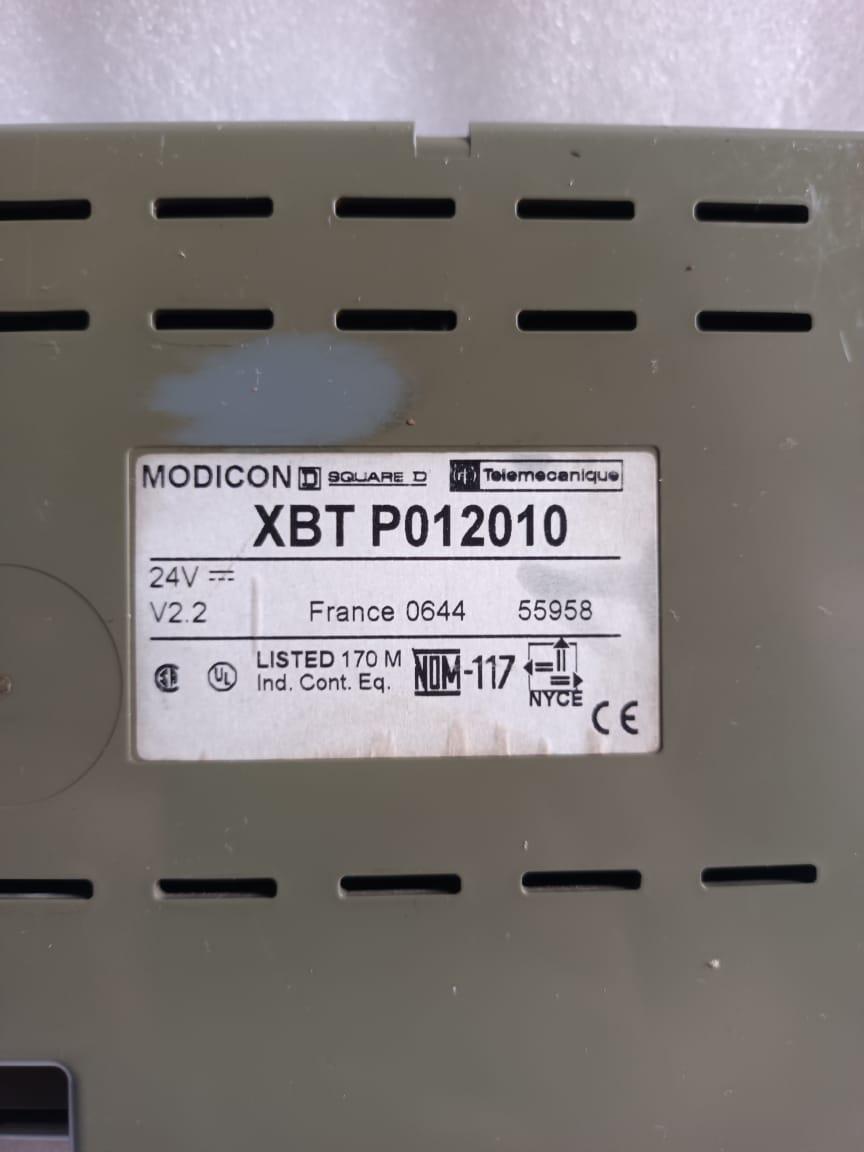 MODICON D SQUARE D Telemecanique
XBT P012010
24V
V2.2 France 0644 55958
UL LISTED 170 M NOM-117
Ind. Cont. Eq. NYCE
CE